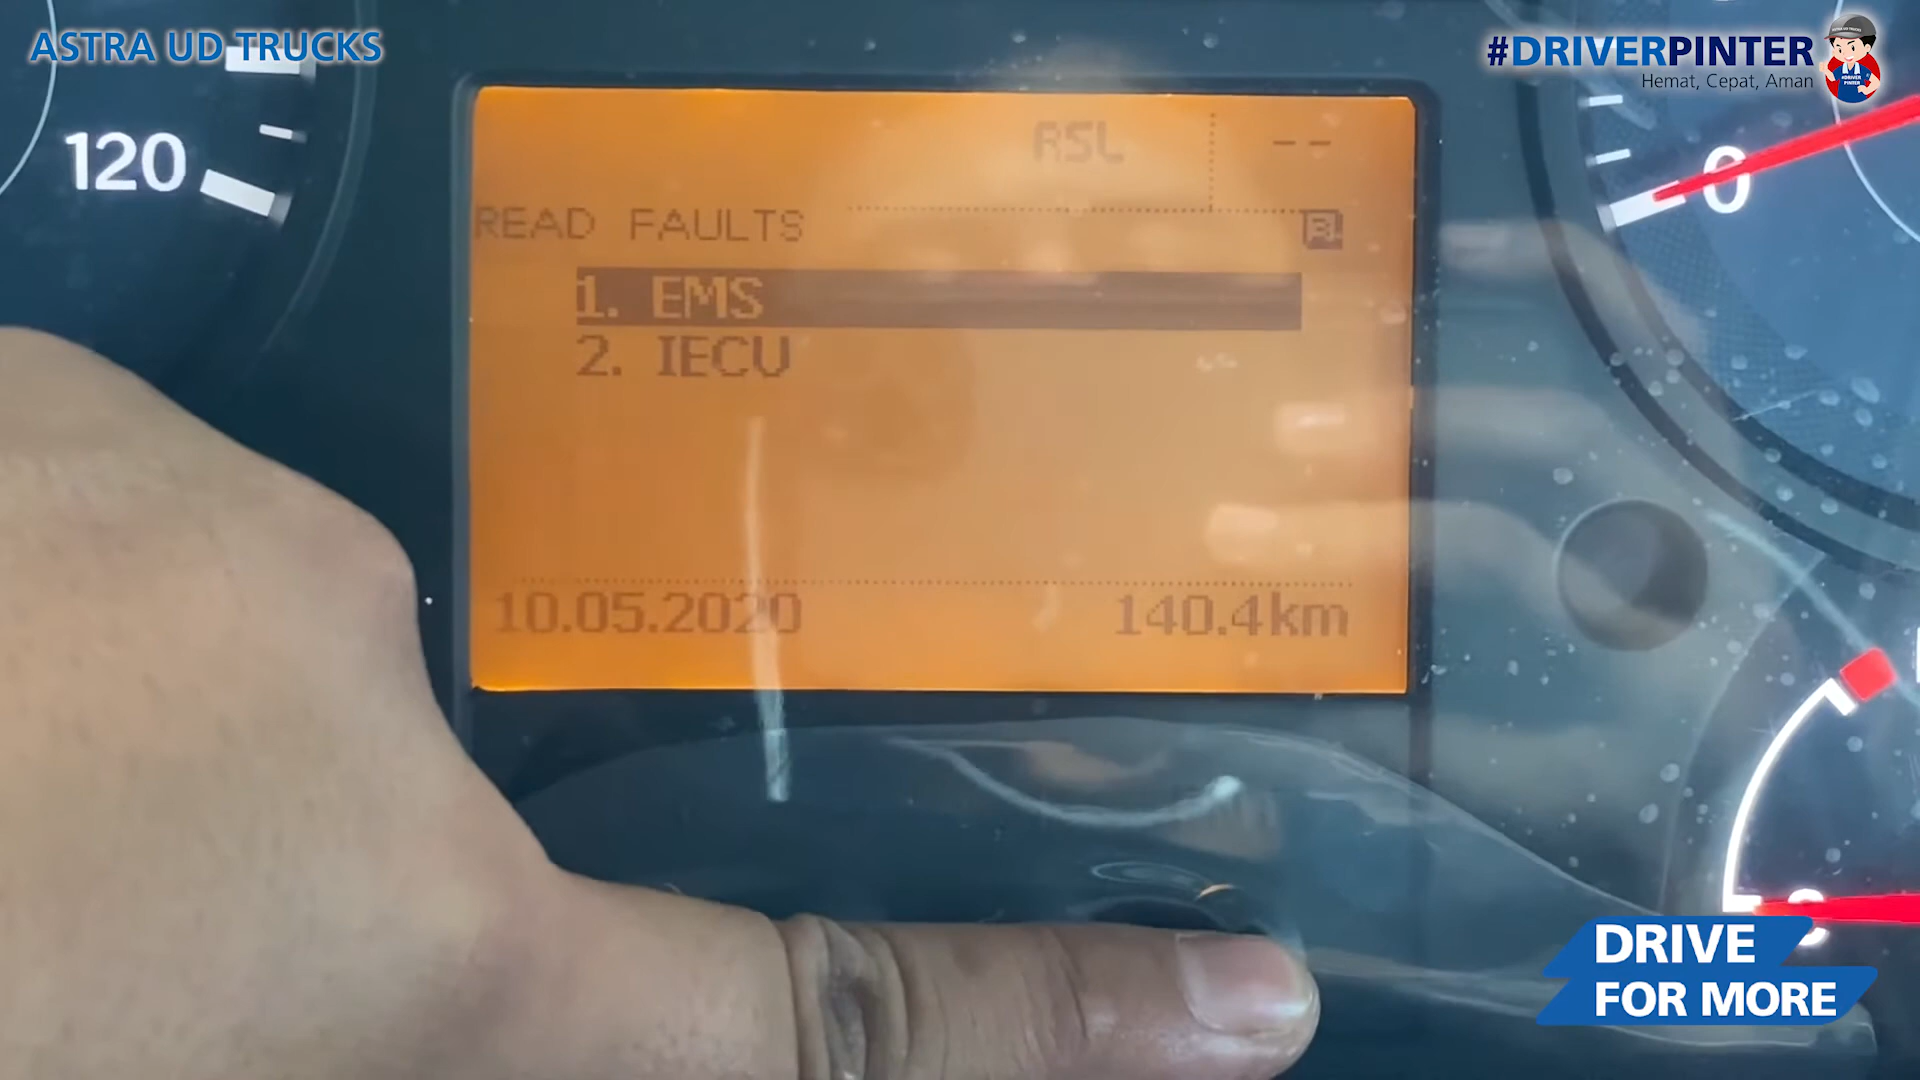 ASTRA UD TRUCKS
#DRIVERPINTER
Hemat, Cepat, Aman
120
0
RSL
--
READ FAULTS
1. EMS
2. IECU
10.05.2020
140.4km
DRIVE
FOR MORE